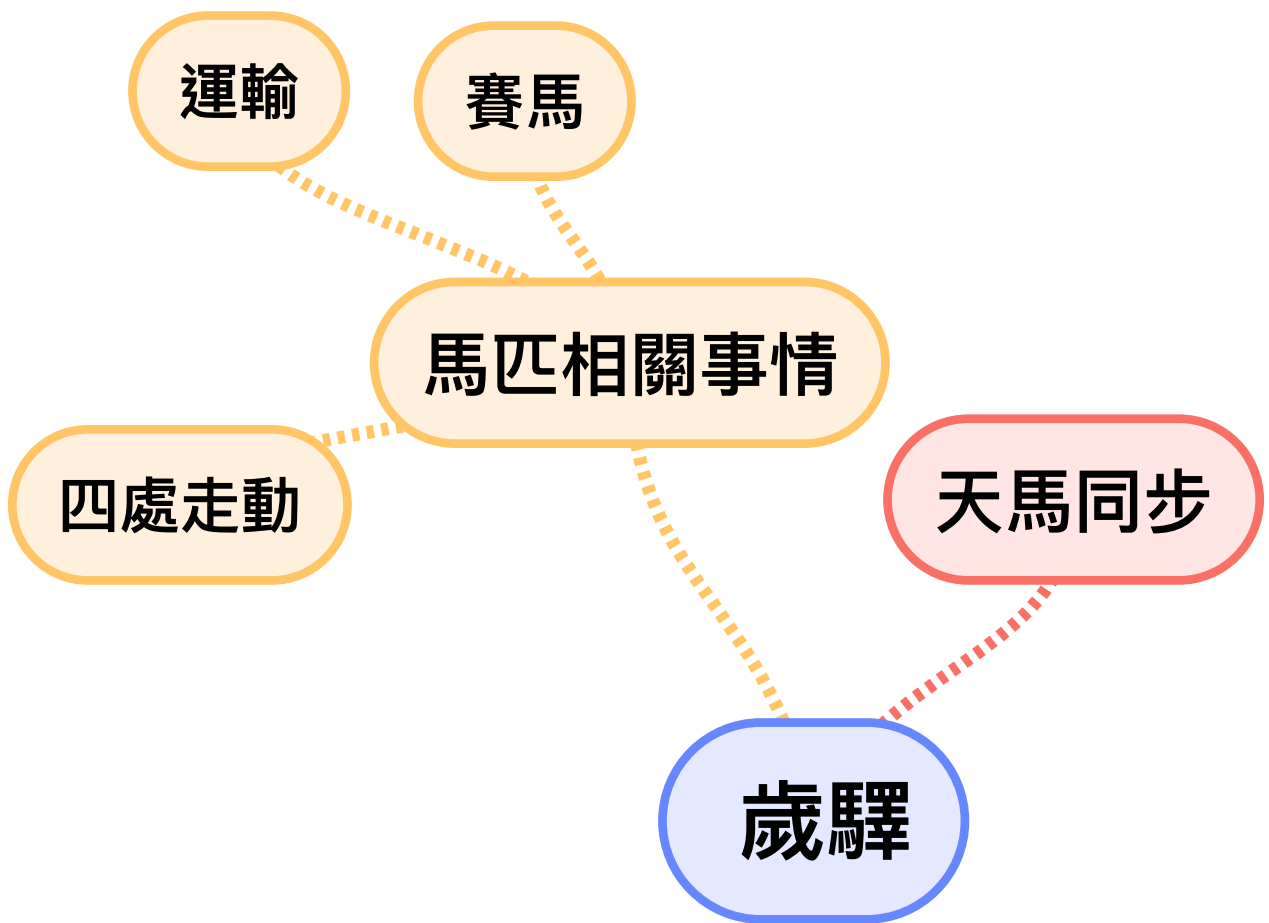 運輸
賽馬
馬匹相關事情
四處走動
天馬同步
歲驛